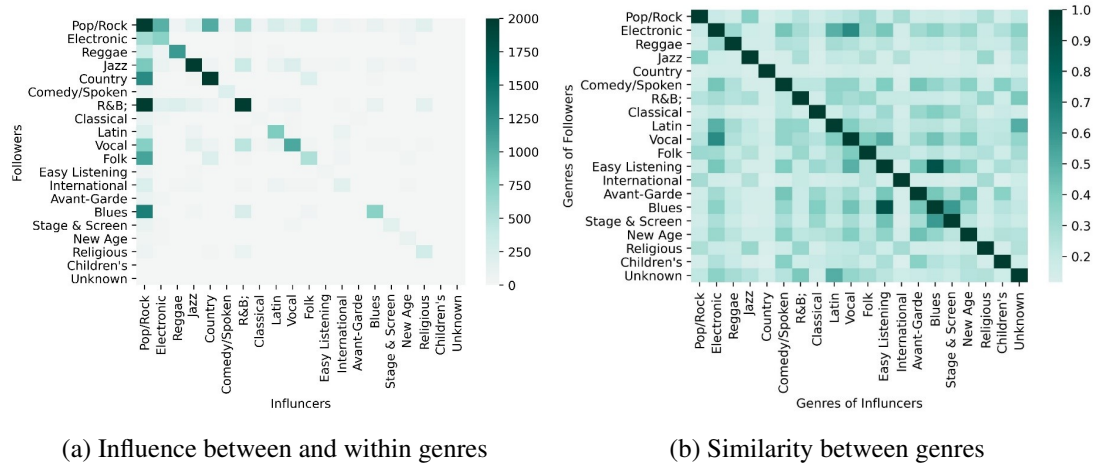 Pop/Rock
Electronic
Reggae
Jazz
Country
Comedy/Spoken
R&B;
Classical
Latin
Vocal
Folk
Easy Listening
International
Avant-Garde
Blues
Stage & Screen
New Age
Religious
Children's
Unknown
Followers
Pop/Rock
Electronic
Reggae
Jazz
Country
Comedy/Spoken
R&B;
Classical
Latin
Vocal
Folk
Easy Listening
International
Avant-Garde
Blues
Stage & Screen
New Age
Religious
Children's
Unknown
Influncers
2000
1750
1500
1250
1000
750
500
250
0
(a) Influence between and within genres
Pop/Rock
Electronic
Reggae
Jazz
Country
Comedy/Spoken
R&B;
Classical
Latin
Vocal
Folk
Easy Listening
International
Avant-Garde
Blues
Stage & Screen
New Age
Religious
Children's
Unknown
Genres of Followers
Pop/Rock
Electronic
Reggae
Jazz
Country
Comedy/Spoken
R&B;
Classical
Latin
Vocal
Folk
Easy Listening
International
Avant-Garde
Blues
Stage & Screen
New Age
Religious
Children's
Unknown
Genres of Influncers
1.0
0.9
0.8
0.7
0.6
0.5
0.4
0.3
0.2
(b) Similarity between genres